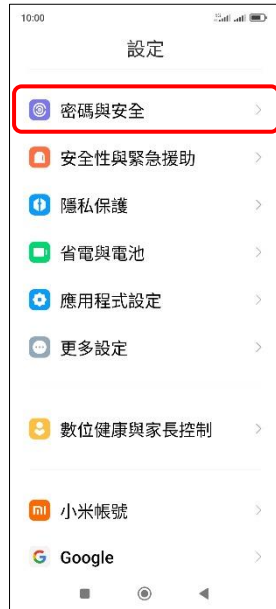 10:00
設定
密碼與安全
安全性與緊急援助
隱私保護
省電與電池
應用程式設定
更多設定
數位健康與家長控制
小米帳號
Google